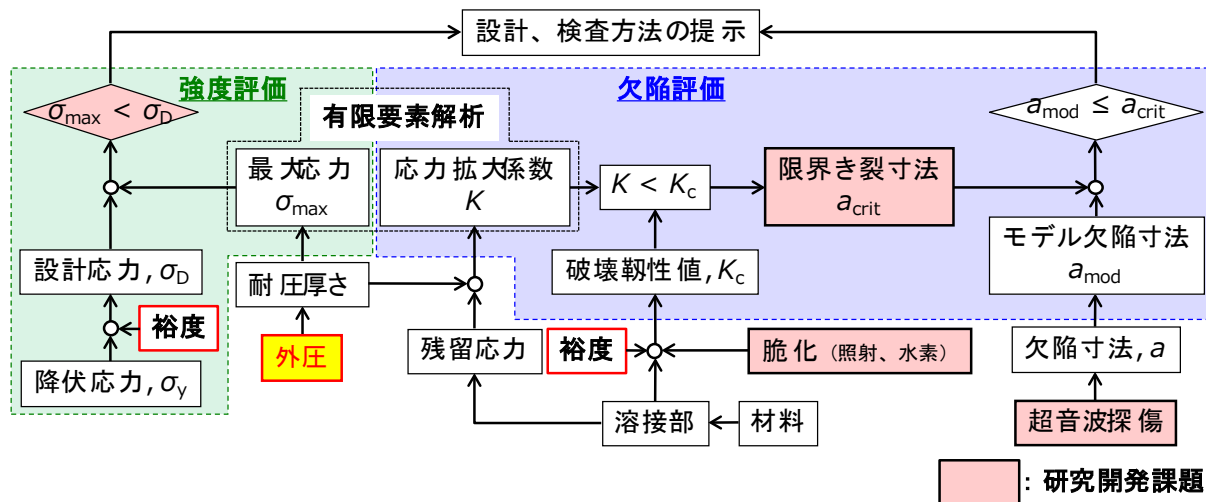 設計、検査方法の提示
強度評価
欠陥評価
σmax < σD
有限要素解析
amod ≤ acrit
最大応力
σmax
応力拡大係数
K
K < Kc
限界き裂寸法
acrit
モデル欠陥寸法
amod
設計応力, σD
耐圧厚さ
破壊靱性値, Kc
裕度
外圧
残留応力
裕度
脆化（照射、水素）
欠陥寸法, a
降伏応力, σy
溶接部
材料
超音波探傷
: 研究開発課題